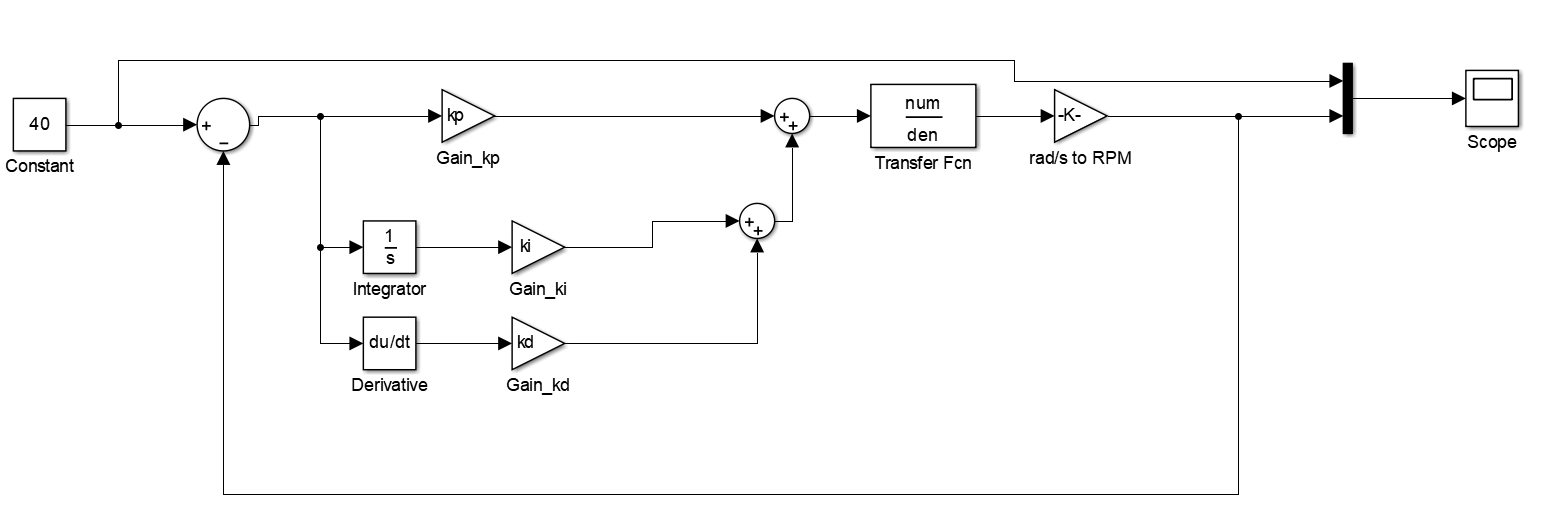 40
Constant
+
−
kp
Gain_kp
1
s
Integrator
ki
Gain_ki
du/dt
Derivative
kd
Gain_kd
+
+
+
+
num
den
Transfer Fcn
-K-
rad/s to RPM
Scope